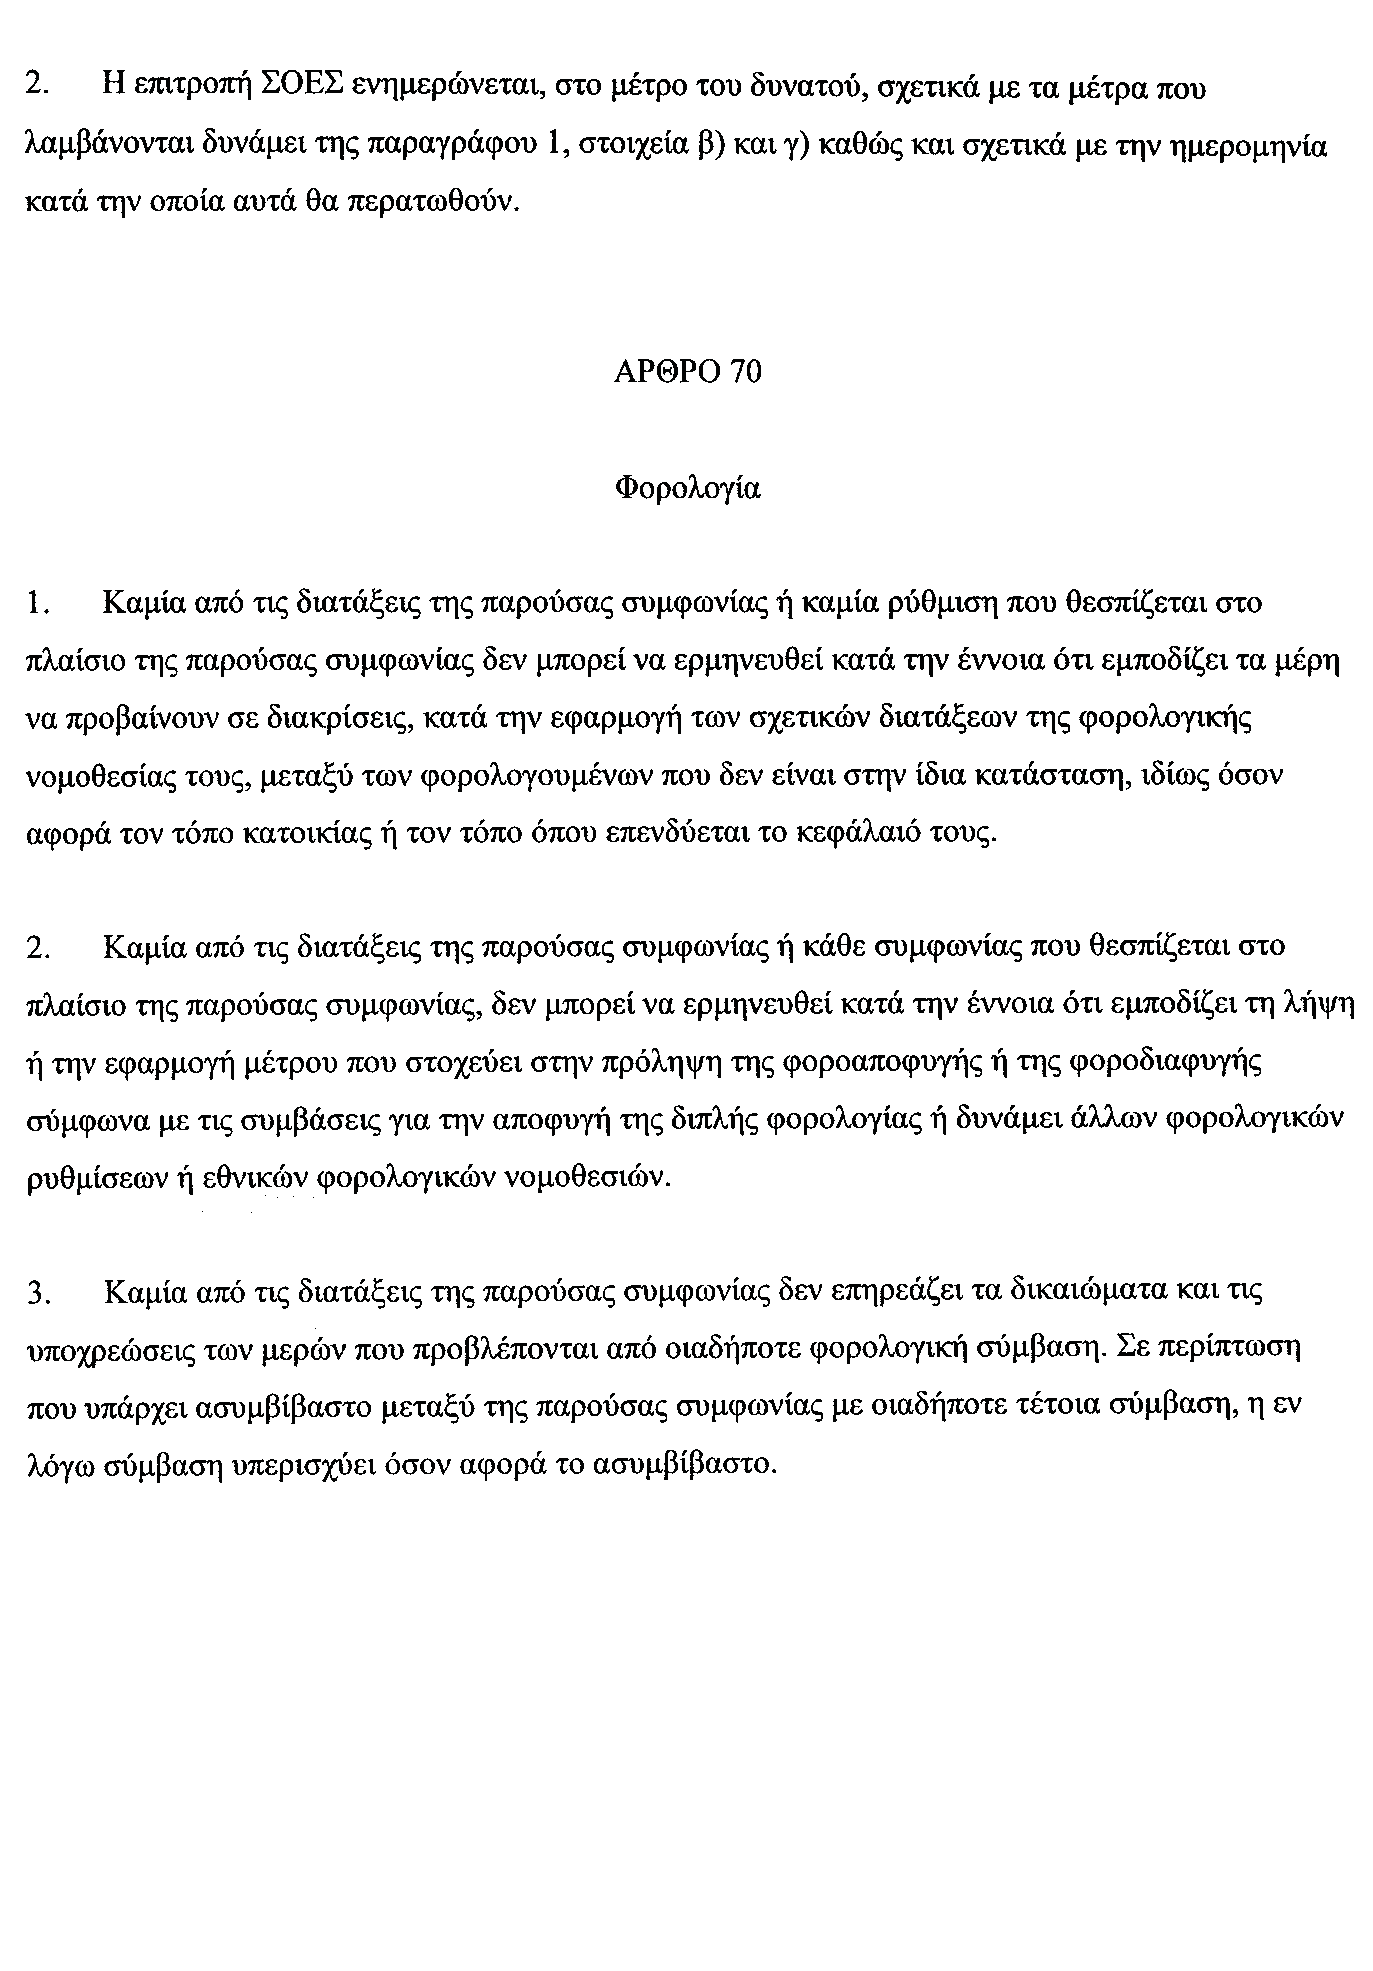 2. Η επιτροπή ΣΟΕΣ ενημερώνεται, στο μέτρο του δυνατού, σχετικά με τα μέτρα που
λαμβάνονται δυνάμει της παραγράφου 1, στοιχεία β) και γ) καθώς και σχετικά με την ημερομηνία
κατά την οποία αυτά θα περατωθούν.
ΑΡΘΡΟ 70
Φορολογία
1. Καμία από τις διατάξεις της παρούσας συμφωνίας ή καμία ρύθμιση που θεσπίζεται στο
πλαίσιο της παρούσας συμφωνίας δεν μπορεί να ερμηνευθεί κατά την έννοια ότι εμποδίζει τα μέρη
να προβαίνουν σε διακρίσεις, κατά την εφαρμογή των σχετικών διατάξεων της φορολογικής
νομοθεσίας τους, μεταξύ των φορολογουμένων που δεν είναι στην ίδια κατάσταση, ιδίως όσον
αφορά τον τόπο κατοικίας ή τον τόπο όπου επενδύεται το κεφάλαιό τους.
2. Καμία από τις διατάξεις της παρούσας συμφωνίας ή κάθε συμφωνίας που θεσπίζεται στο
πλαίσιο της παρούσας συμφωνίας, δεν μπορεί να ερμηνευθεί κατά την έννοια ότι εμποδίζει τη λήψη
ή την εφαρμογή μέτρου που στοχεύει στην πρόληψη της φοροαποφυγής ή της φοροδιαφυγής
σύμφωνα με τις συμβάσεις για την αποφυγή της διπλής φορολογίας ή δυνάμει άλλων φορολογικών
ρυθμίσεων ή εθνικών φορολογικών νομοθεσιών.
3. Καμία από τις διατάξεις της παρούσας συμφωνίας δεν επηρεάζει τα δικαιώματα και τις
υποχρεώσεις των μερών που προβλέπονται από οιαδήποτε φορολογική σύμβαση. Σε περίπτωση
που υπάρχει ασυμβίβαστο μεταξύ της παρούσας συμφωνίας με οιαδήποτε τέτοια σύμβαση, η εν
λόγω σύμβαση υπερισχύει όσον αφορά το ασυμβίβαστο.